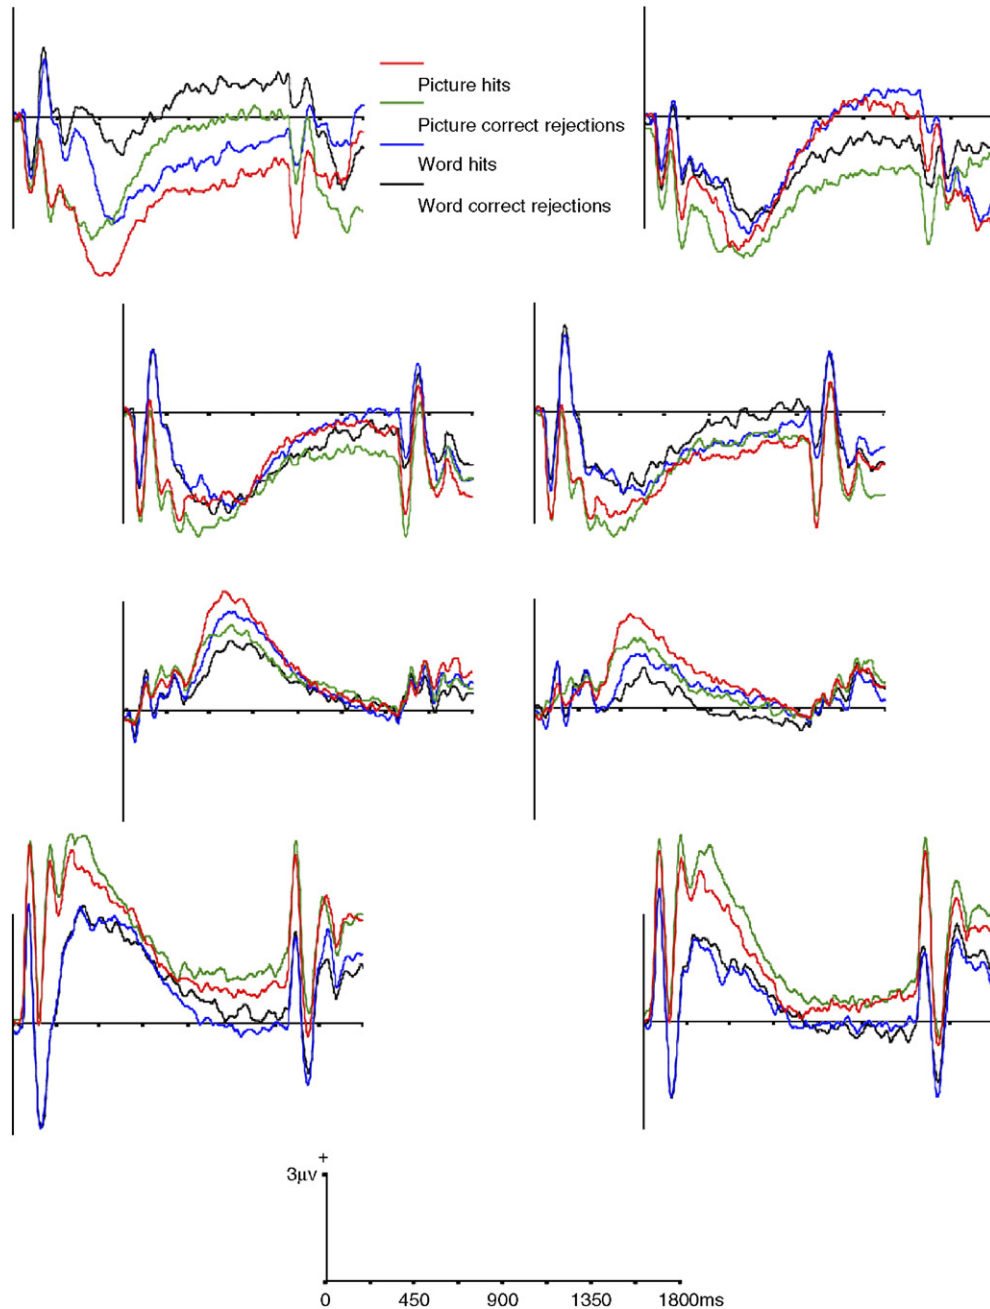 Picture hits
Picture correct rejections
Word hits
Word correct rejections
+
3μv
0 450 900 1350 1800ms